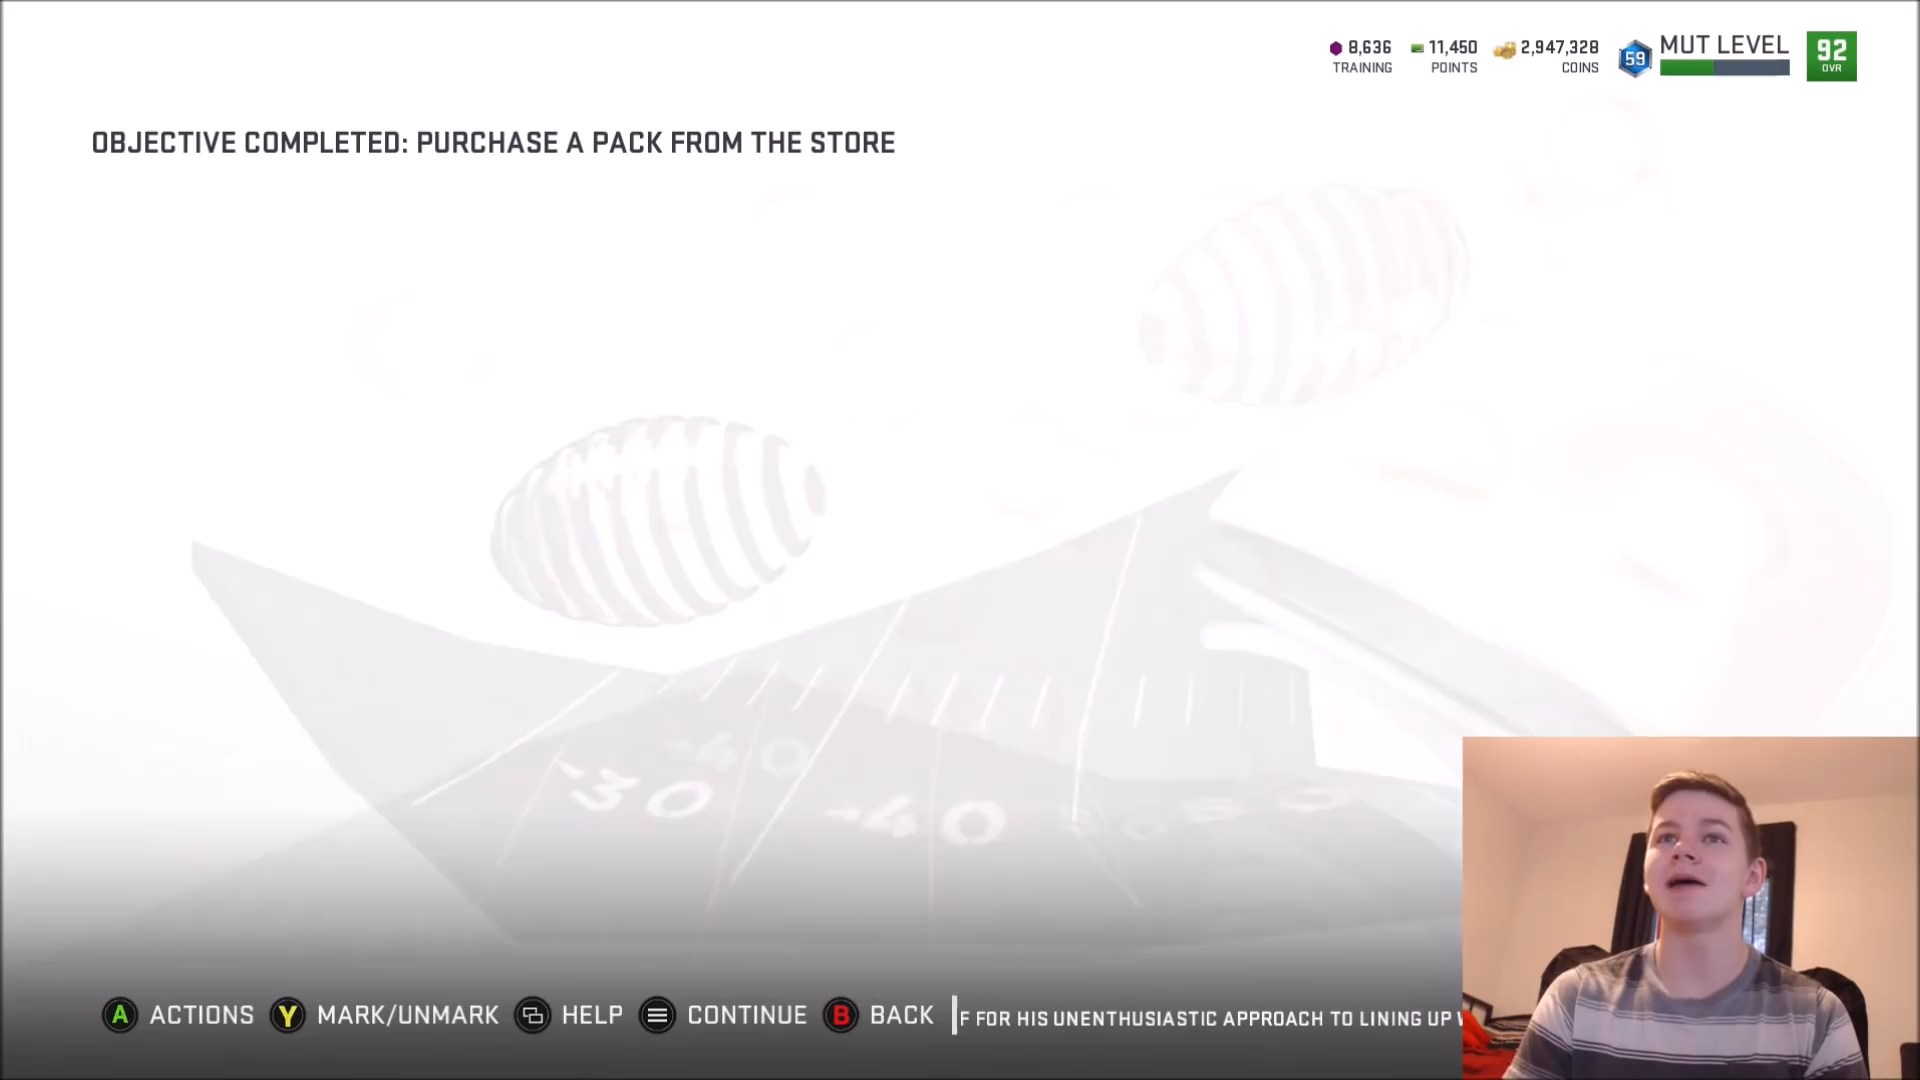 8,636 TRAINING
11,450 POINTS
2,947,328 COINS
59
MUT LEVEL
92 OVR
OBJECTIVE COMPLETED: PURCHASE A PACK FROM THE STORE
-40
-30
-40
50
A ACTIONS Y MARK/UNMARK HELP CONTINUE B BACK F FOR HIS UNENTHUSIASTIC APPROACH TO LINING UP